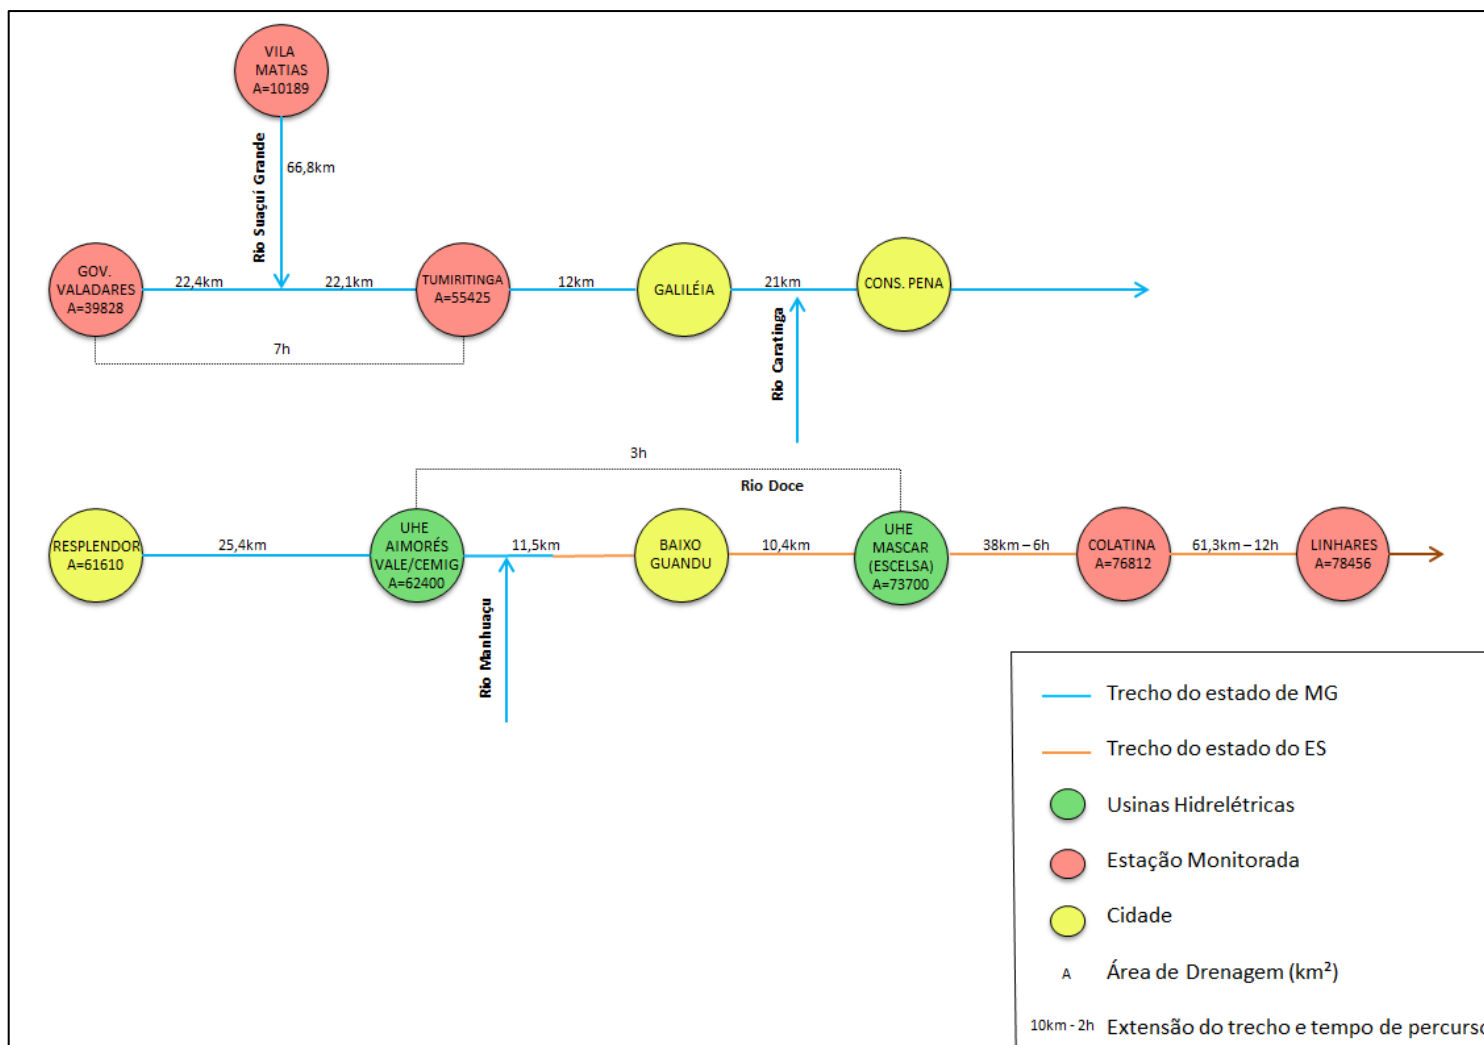 VILA
MATIAS
A=10189
Rio Suaçuí Grande
66,8km
GOV.
VALADARES
A=39828
22,4km
22,1km
TUMIRITINGA
A=55425
12km
GALILÉIA
21km
CONS. PENA
7h
Rio Caratinga
3h
Rio Doce
RESPLENDOR
A=61610
25,4km
UHE
AIMORÉS
VALE/CEMIG
A=62400
11,5km
BAIXO
GUANDU
10,4km
UHE
MASCAR
(ESCELSA)
A=73700
38km – 6h
COLATINA
A=76812
61,3km – 12h
LINHARES
A=78456
Rio Manhuaçu
Trecho do estado de MG
Trecho do estado do ES
Usinas Hidrelétricas
Estação Monitorada
Cidade
A Área de Drenagem (km²)
10km - 2h Extensão do trecho e tempo de percurso